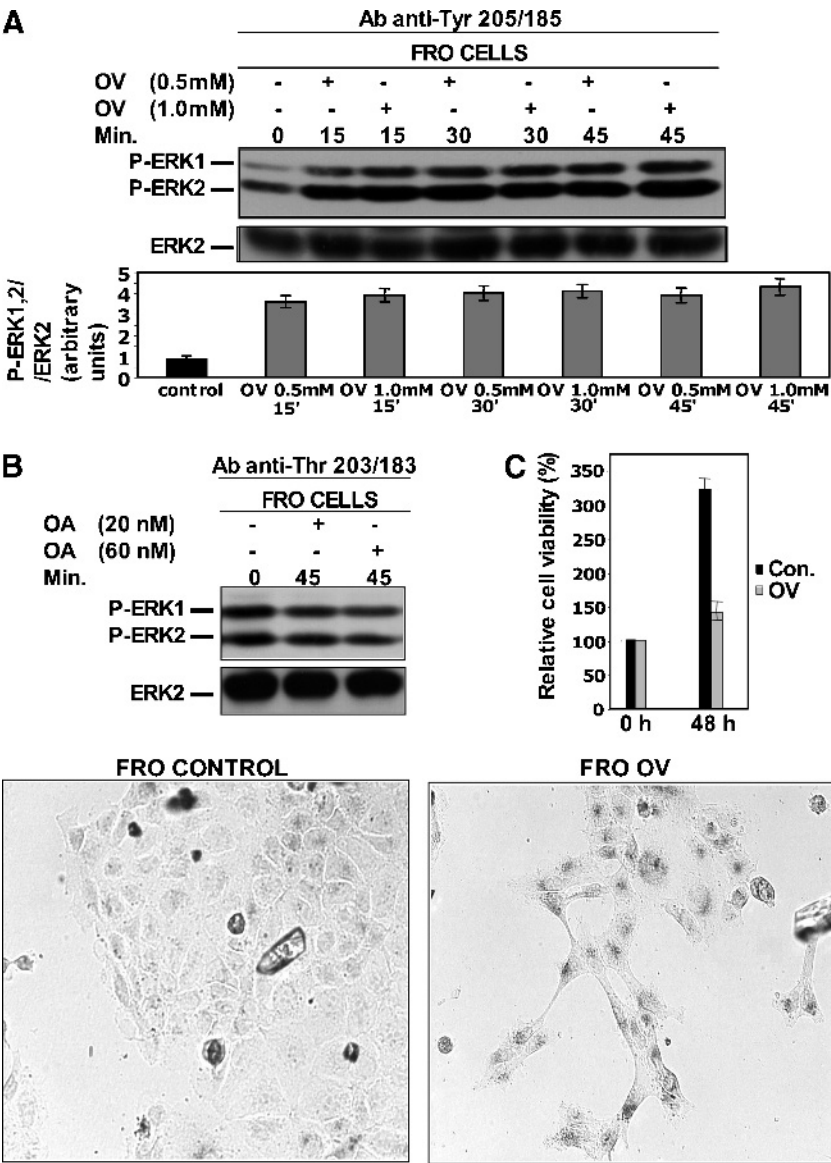 A
Ab anti-Tyr 205/185
FRO CELLS
OV (0.5mM) - + - + - + -
OV (1.0mM) - - + - + - +
Min. 0 15 15 30 30 45 45
P-ERK1
P-ERK2
ERK2
P-ERK1,2/
/ERK2
(arbitrary
units)
5
4
3
2
1
0
control
OV 0.5mM
15'
OV 1.0mM
15'
OV 0.5mM
30'
OV 1.0mM
30'
OV 0.5mM
45'
OV 1.0mM
45'
B
Ab anti-Thr 203/183
FRO CELLS
OA (20 nM) - + -
OA (60 nM) - - +
Min. 0 45 45
P-ERK1
P-ERK2
ERK2
C
Relative cell viability (%)
350
300
250
200
150
100
50
0
0 h
48 h
Con.
OV
FRO CONTROL
FRO OV